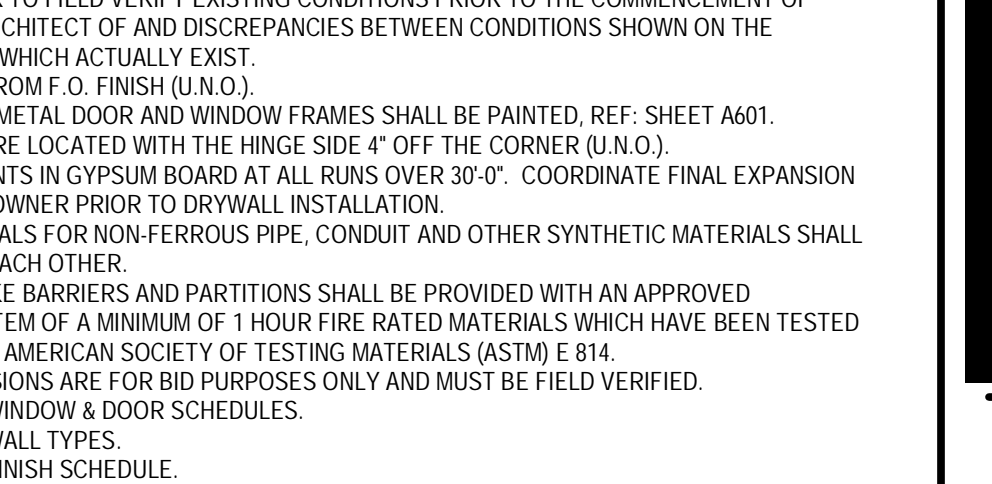 TO FIELD VERIFY EXISTING CONDITIONS PRIOR TO THE COMMENCEMENT OF
CHITECT OF AND DISCREPANCIES BETWEEN CONDITIONS SHOWN ON THE
WHICH ACTUALLY EXIST.
ROM F.O. FINISH (U.N.O.).
METAL DOOR AND WINDOW FRAMES SHALL BE PAINTED, REF: SHEET A601.
RE LOCATED WITH THE HINGE SIDE 4" OFF THE CORNER (U.N.O.).
NTS IN GYPSUM BOARD AT ALL RUNS OVER 30'-0". COORDINATE FINAL EXPANSION
OWNER PRIOR TO DRYWALL INSTALLATION.
ALS FOR NON-FERROUS PIPE, CONDUIT AND OTHER SYNTHETIC MATERIALS SHALL
ACH OTHER.
KE BARRIERS AND PARTITIONS SHALL BE PROVIDED WITH AN APPROVED
TEM OF A MINIMUM OF 1 HOUR FIRE RATED MATERIALS WHICH HAVE BEEN TESTED
AMERICAN SOCIETY OF TESTING MATERIALS (ASTM) E 814.
SIONS ARE FOR BID PURPOSES ONLY AND MUST BE FIELD VERIFIED.
WINDOW & DOOR SCHEDULES.
WALL TYPES.
INISH SCHEDULE.